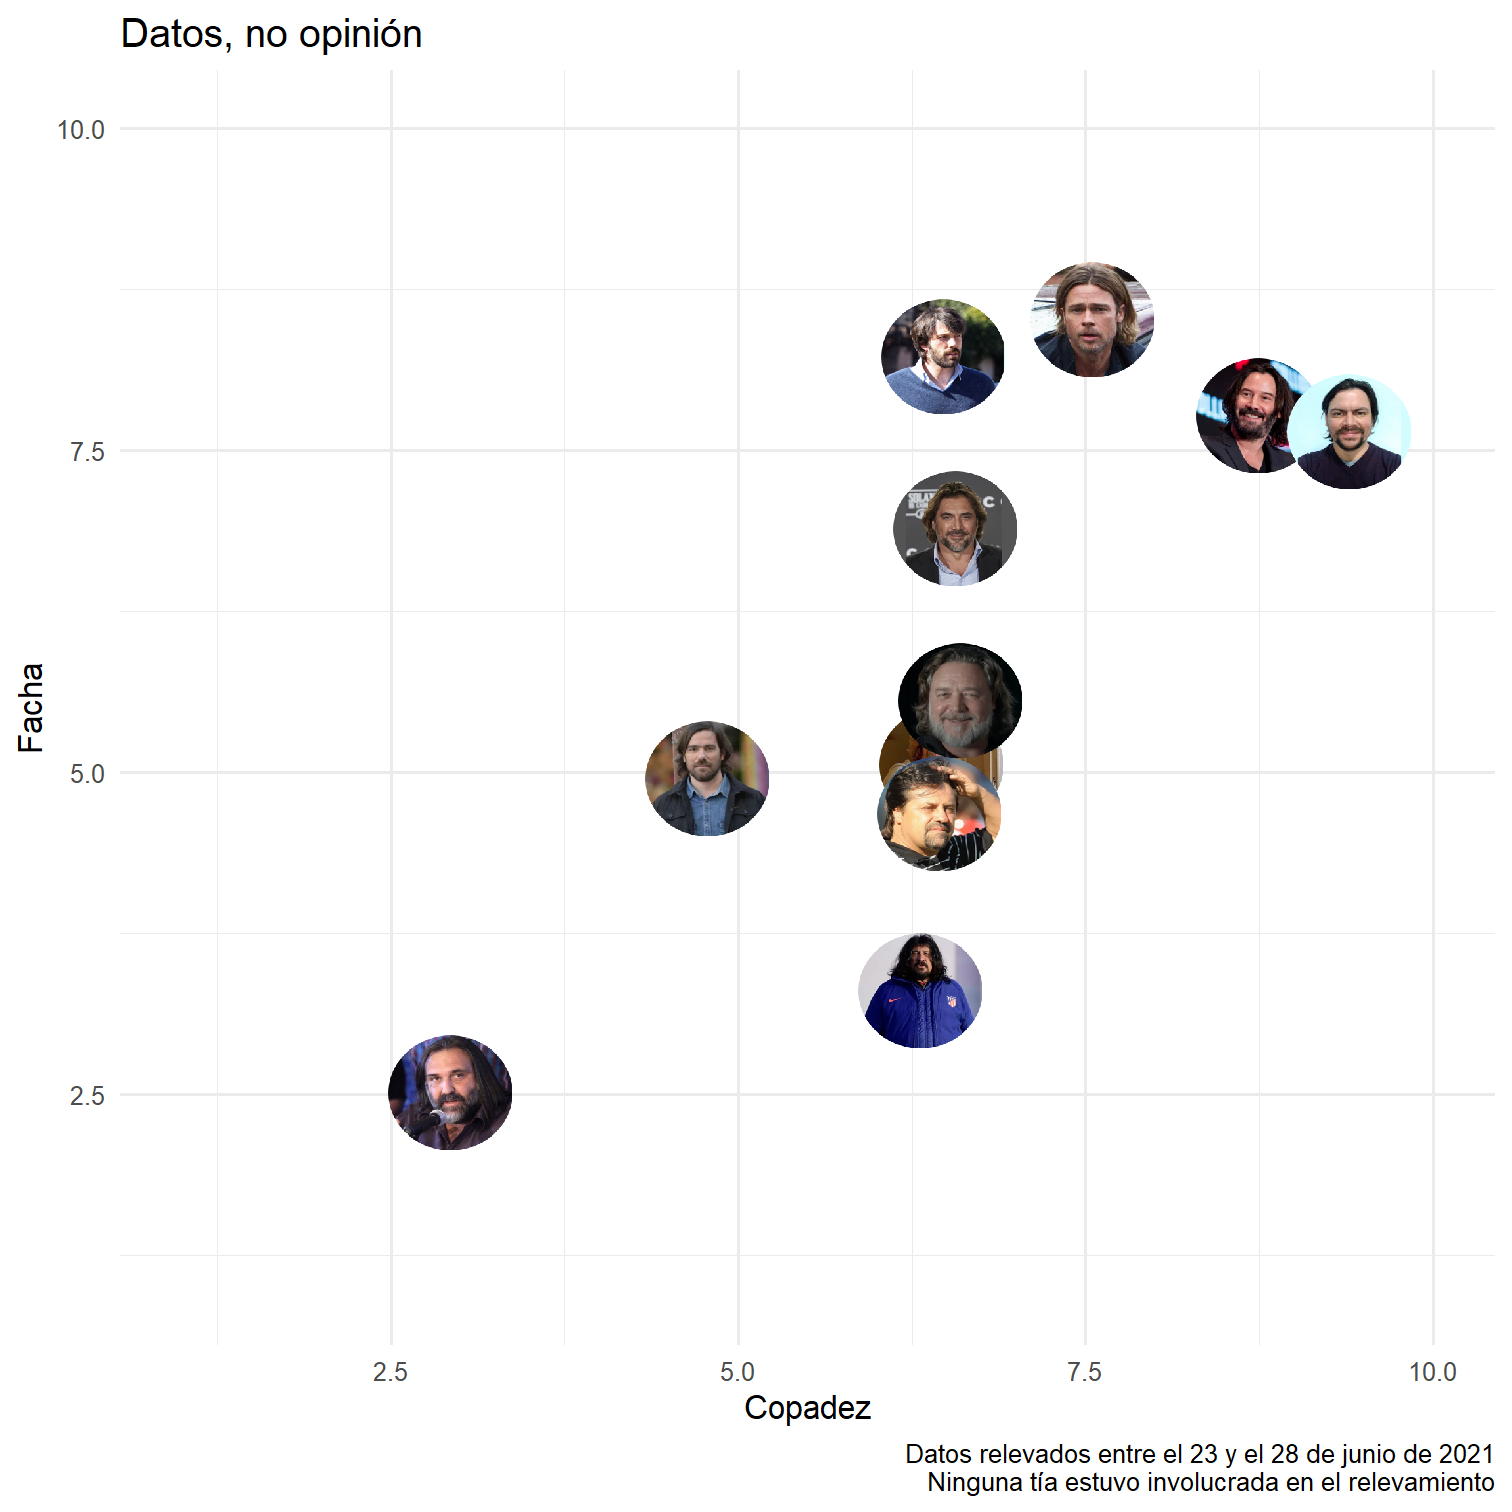 Datos, no opinión
10.0
7.5
5.0
2.5
Facha
2.5 5.0 7.5 10.0
Copadez
Datos relevados entre el 23 y el 28 de junio de 2021
Ninguna tía estuvo involucrada en el relevamiento